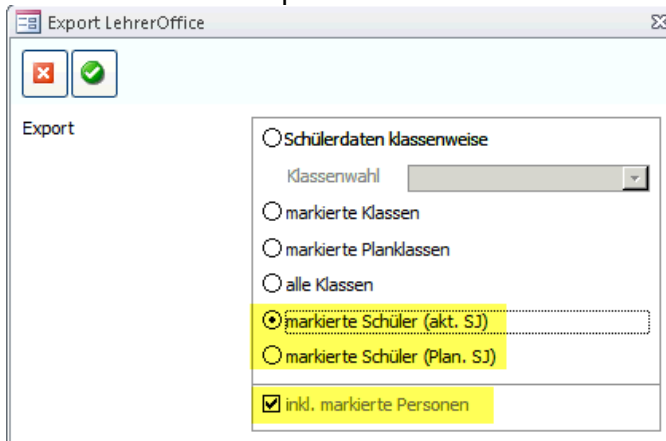 Export LehrerOffice
Export
Schülerdaten klassenweise
Klassenwahl
markierte Klassen
markierte Planklassen
alle Klassen
markierte Schüler (akt. SJ)
markierte Schüler (Plan. SJ)
inkl. markierte Personen